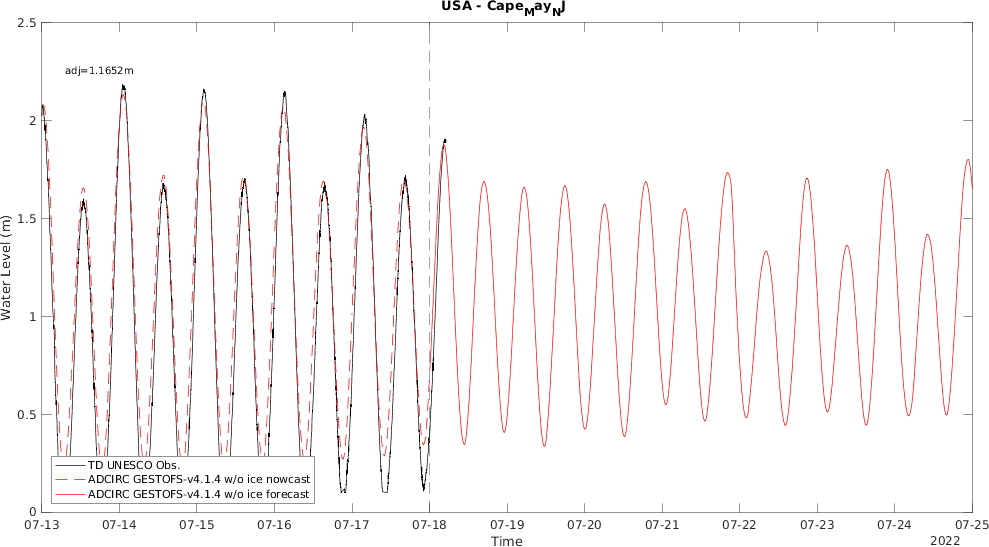 USA - CapeMayNJ
2.5
adj=1.1652m
2
1.5
Water Level (m)
1
0.5
TD UNESCO Obs.
ADCIRC GESTOFS-v4.1.4 w/o ice nowcast
ADCIRC GESTOFS-v4.1.4 w/o ice forecast
0
07-13 07-14 07-15 07-16 07-17 07-18 07-19 07-20 07-21 07-22 07-23 07-24 07-25
Time
2022